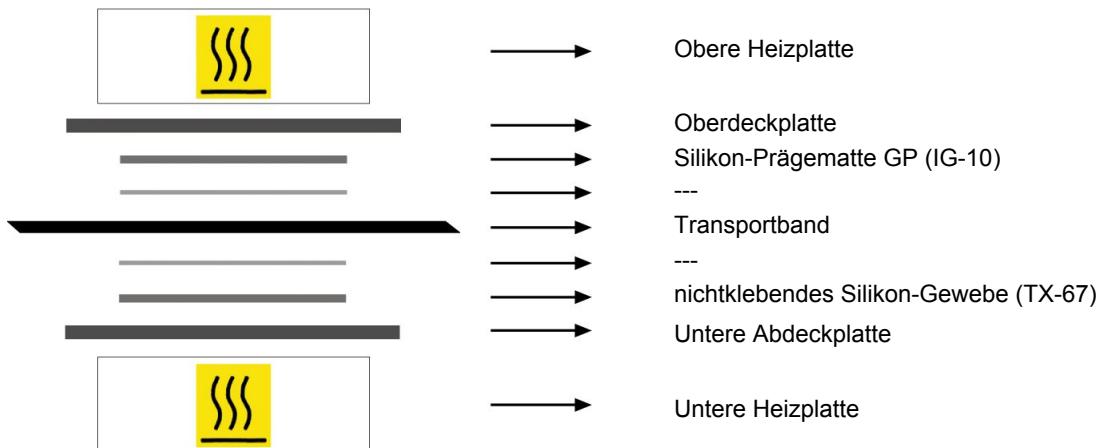 Obere Heizplatte
Oberdeckplatte
Silikon-Prägematte GP (IG-10)
---
Transportband
---
nichtklebendes Silikon-Gewebe (TX-67)
Untere Abdeckplatte
Untere Heizplatte